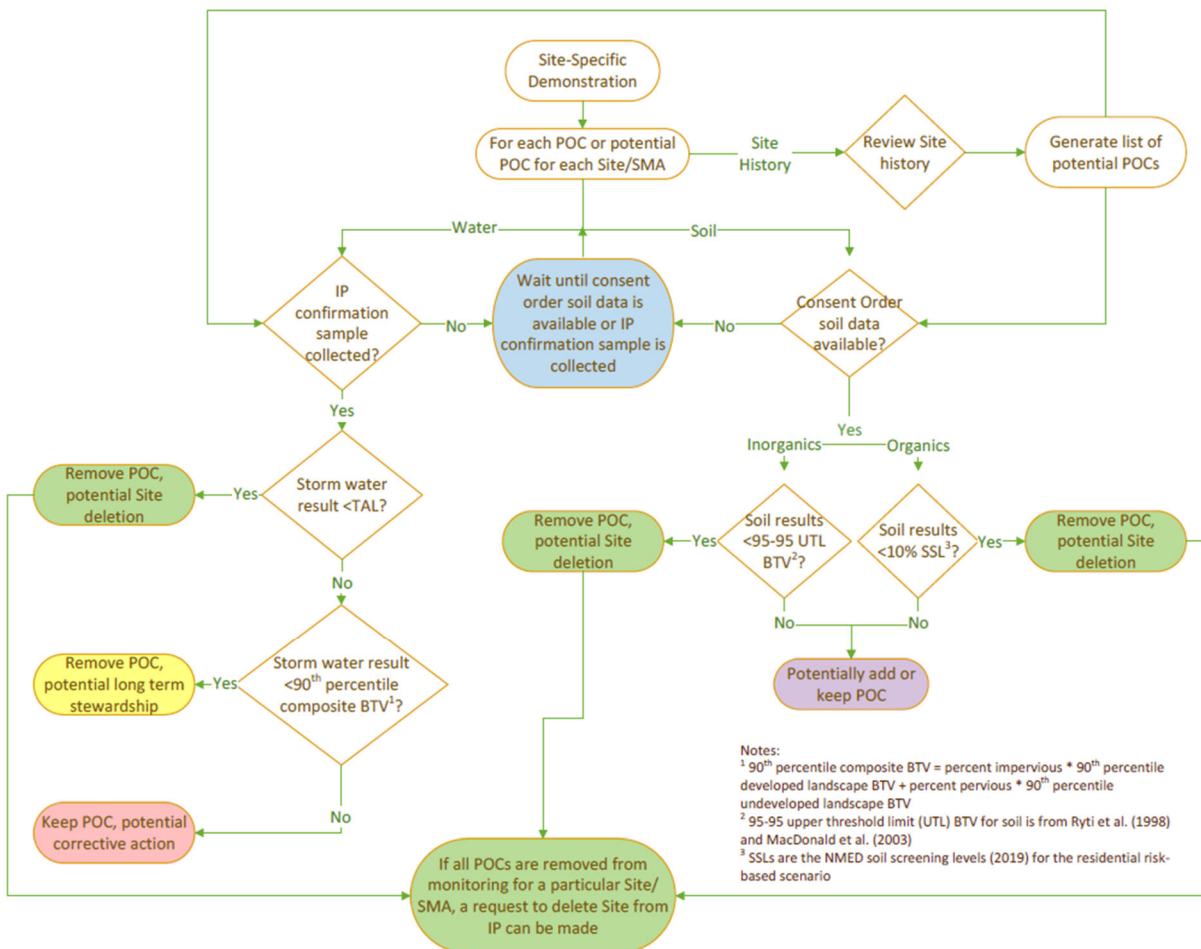 Site-Specific
Demonstration
For each POC or potential
POC for each Site/SMA
Site
History
Review Site
history
Generate list of
potential POCs
Water
Soil
IP
confirmation
sample
collected?
No
Wait until consent
order soil data is
available or IP
confirmation sample is
collected
No
Consent Order
soil data
available?
Yes
Yes
Inorganics
Organics
Remove POC,
potential Site
deletion
Yes
Storm water
result <TAL?
Remove POC,
potential Site
deletion
Yes
Soil results
<95-95 UTL
BTV²?
Soil results
<10% SSL³?
Yes
Remove POC,
potential Site
deletion
No
No
No
Remove POC,
potential long term
stewardship
Yes
Storm water result
<90th percentile
composite BTV¹?
Potentially add or
keep POC
No
Keep POC, potential
corrective action
If all POCs are removed from
monitoring for a particular Site/
SMA, a request to delete Site from
IP can be made
Notes:
¹ 90th percentile composite BTV = percent impervious * 90th percentile
developed landscape BTV + percent pervious * 90th percentile
undeveloped landscape BTV
² 95-95 upper threshold limit (UTL) BTV for soil is from Ryti et al. (1998)
and MacDonald et al. (2003)
³ SSLs are the NMED soil screening levels (2019) for the residential risk-
based scenario